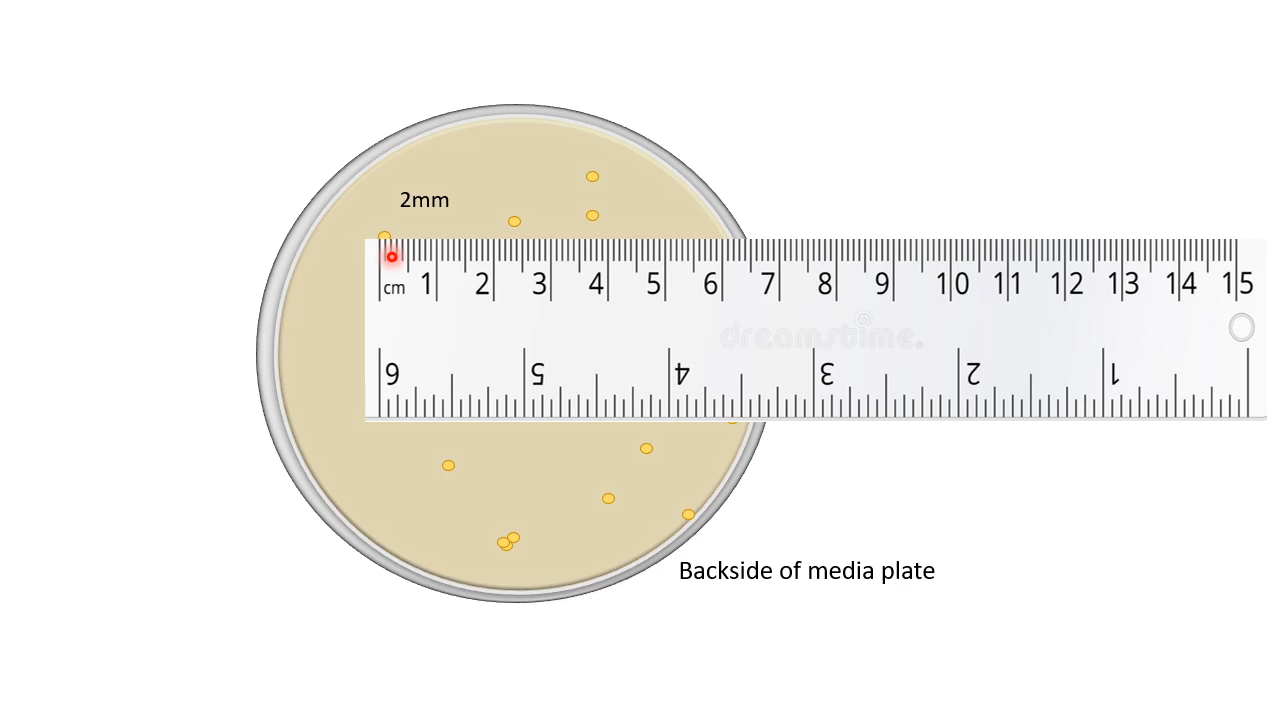 2mm
cm 1 2 3 4 5 6 7 8 9 10 11 12 13 14 15
dreamstime.
6 5 4 3 2 1
Backside of media plate